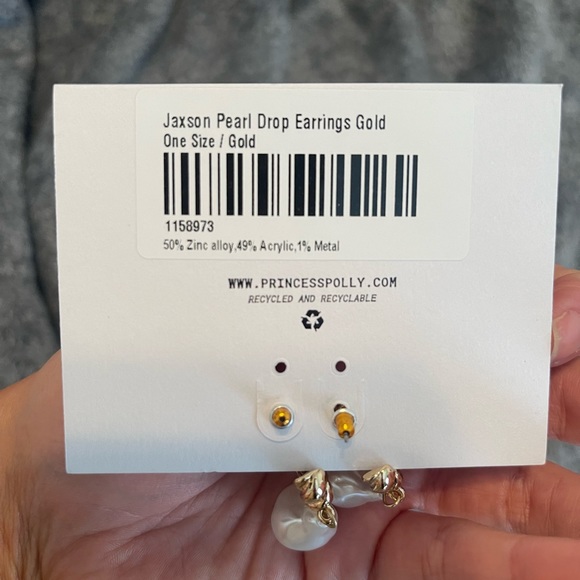 Jaxson Pearl Drop Earrings Gold
One Size / Gold
1158973
50% Zinc alloy,49% Acrylic,1% Metal
WWW.PRINCESSPOLLY.COM
RECYCLED AND RECYCLABLE